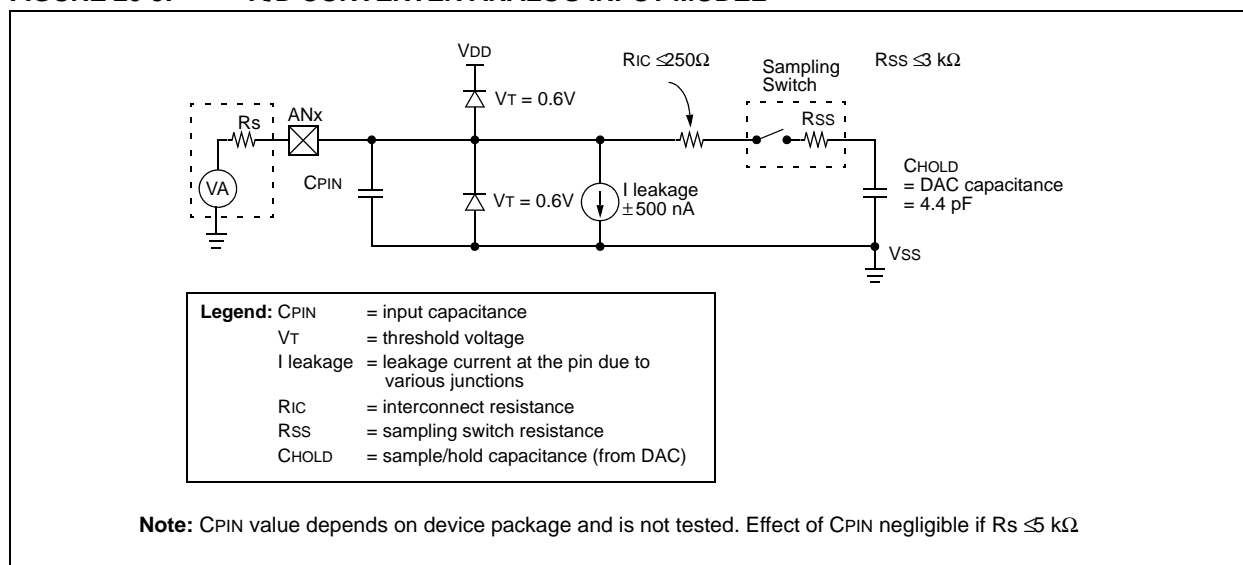 VDD
RIC ≤250Ω
Sampling
Switch
RSS ≤3 kΩ
VT = 0.6V
Rs
ANx
RSS
VA
CPIN
VT = 0.6V
I leakage
±500 nA
CHOLD
= DAC capacitance
= 4.4 pF
VSS
Legend: CPIN = input capacitance
VT = threshold voltage
I leakage = leakage current at the pin due to
various junctions
RIC = interconnect resistance
RSS = sampling switch resistance
CHOLD = sample/hold capacitance (from DAC)
Note: CPIN value depends on device package and is not tested. Effect of CPIN negligible if Rs ≤5 kΩ